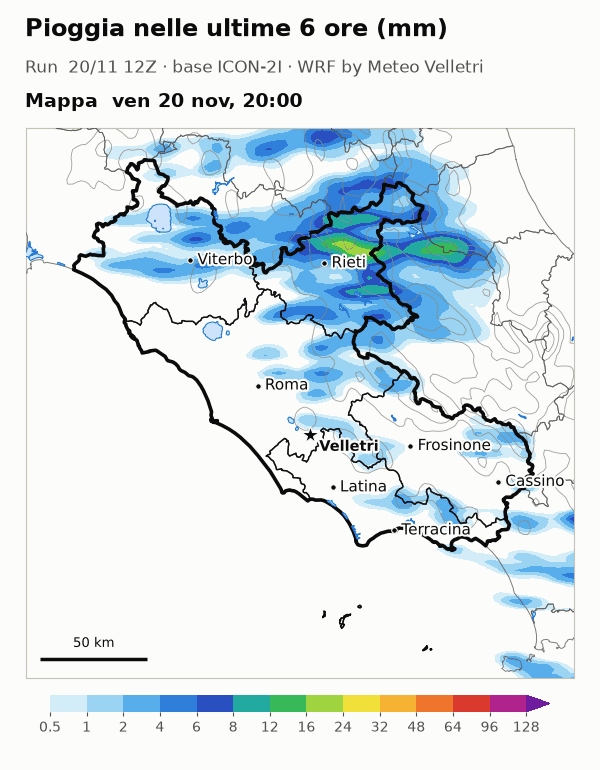 Pioggia nelle ultime 6 ore (mm)
Run 20/11 12Z · base ICON-2I · WRF by Meteo Velletri
Mappa ven 20 nov, 20:00
Viterbo
Rieti
Roma
Velletri
Frosinone
Cassino
Latina
Terracina
50 km
0.5 1 2 4 6 8 12 16 24 32 48 64 96 128